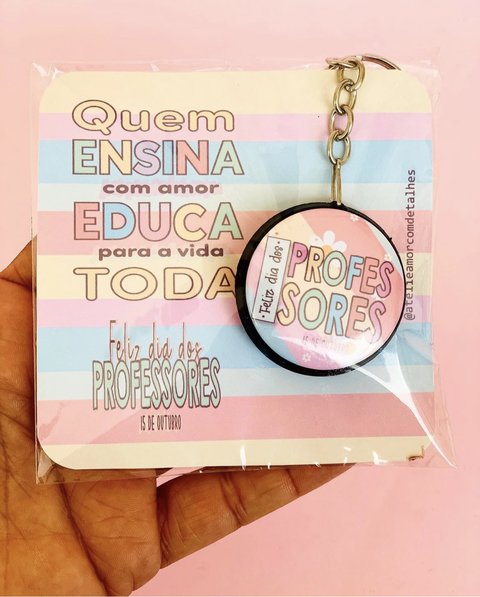 Quem
ENSINA
com amor
EDUCA
para a vida
TODA
Feliz dia dos
PROFESSORES
15 DE OUTUBRO
Feliz dia dos
PROFES
SORES
@atelieamorcomdetalhes